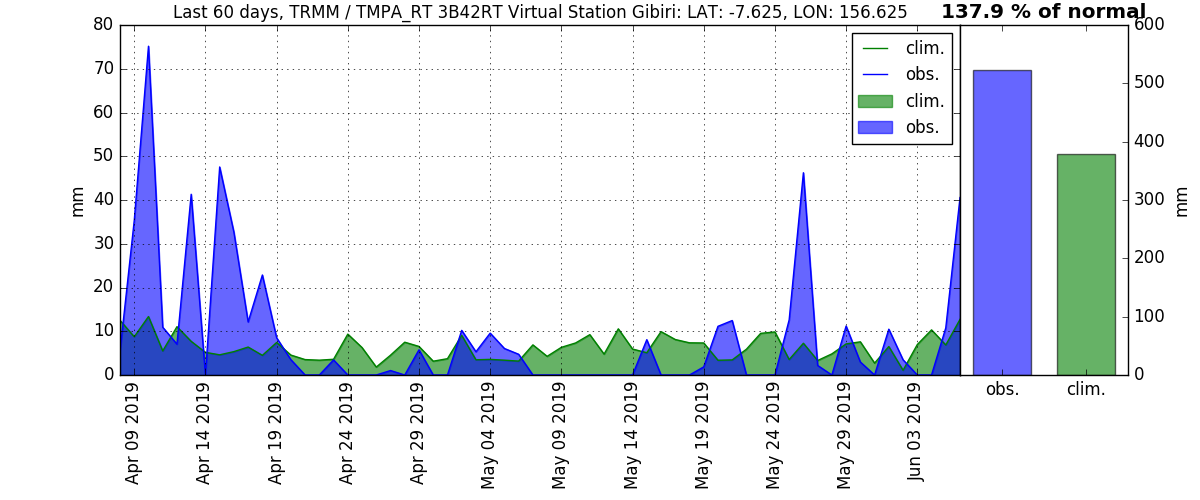 Last 60 days, TRMM / TMPA_RT 3B42RT Virtual Station Gibiri: LAT: -7.625, LON: 156.625
137.9 % of normal
80
70
60
50
40
30
20
10
0
mm
clim.
obs.
clim.
obs.
600
500
400
300
200
100
0
mm
obs.
clim.
Apr 09 2019
Apr 14 2019
Apr 19 2019
Apr 24 2019
Apr 29 2019
May 04 2019
May 09 2019
May 14 2019
May 19 2019
May 24 2019
May 29 2019
Jun 03 2019